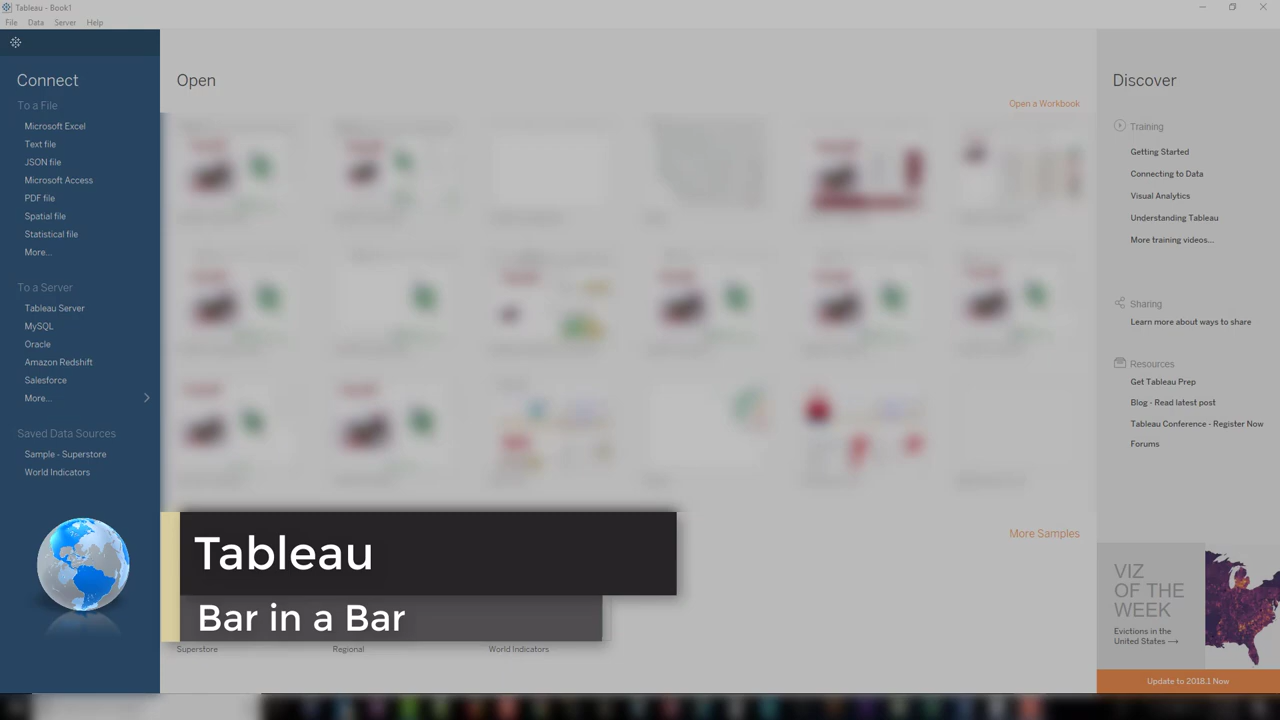 Tableau - Book1
File Data Server Help
Connect
To a File
Microsoft Excel
Text file
JSON file
Microsoft Access
PDF file
Spatial file
Statistical file
More...
To a Server
Tableau Server
MySQL
Oracle
Amazon Redshift
Salesforce
More...
Saved Data Sources
Sample - Superstore
World Indicators
Open
Open a Workbook
More Samples
Tableau
Bar in a Bar
Superstore
Regional
World Indicators
Discover
Training
Getting Started
Connecting to Data
Visual Analytics
Understanding Tableau
More training videos...
Sharing
Learn more about ways to share
Resources
Get Tableau Prep
Blog - Read latest post
Tableau Conference - Register Now
Forums
VIZ
OF THE
WEEK
Evictions in the
United States →
Update to 2018.1 Now